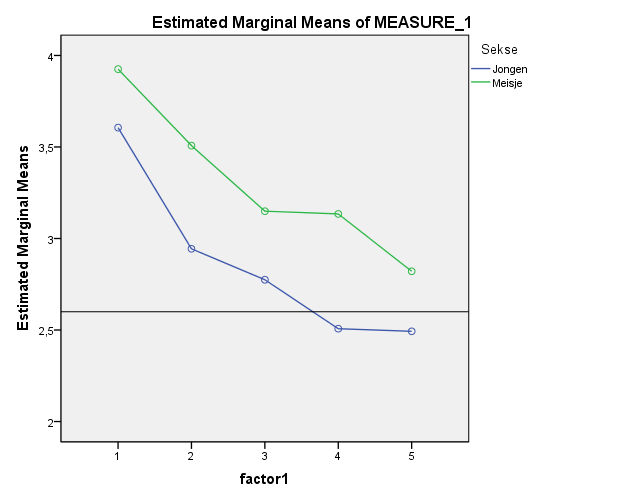 Estimated Marginal Means of MEASURE_1
Sekse
Jongen
Meisje
Estimated Marginal Means
4
3,5
3
2,5
2
1 2 3 4 5
factor1